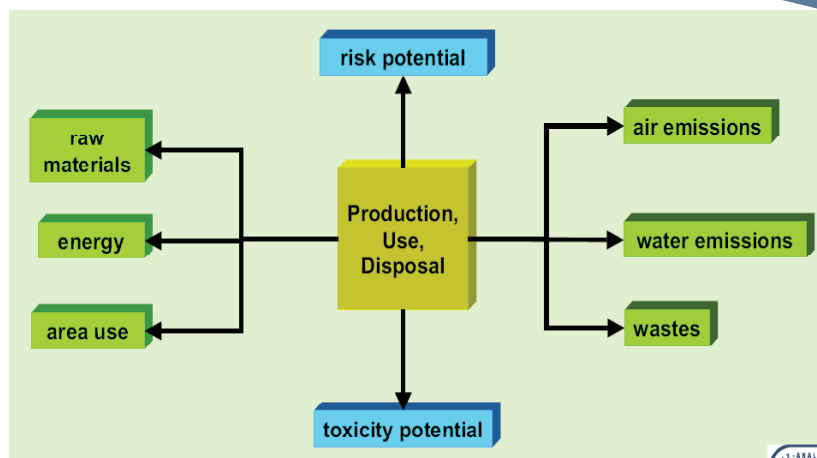 risk potential
raw
materials
energy
area use
Production,
Use,
Disposal
air emissions
water emissions
wastes
toxicity potential